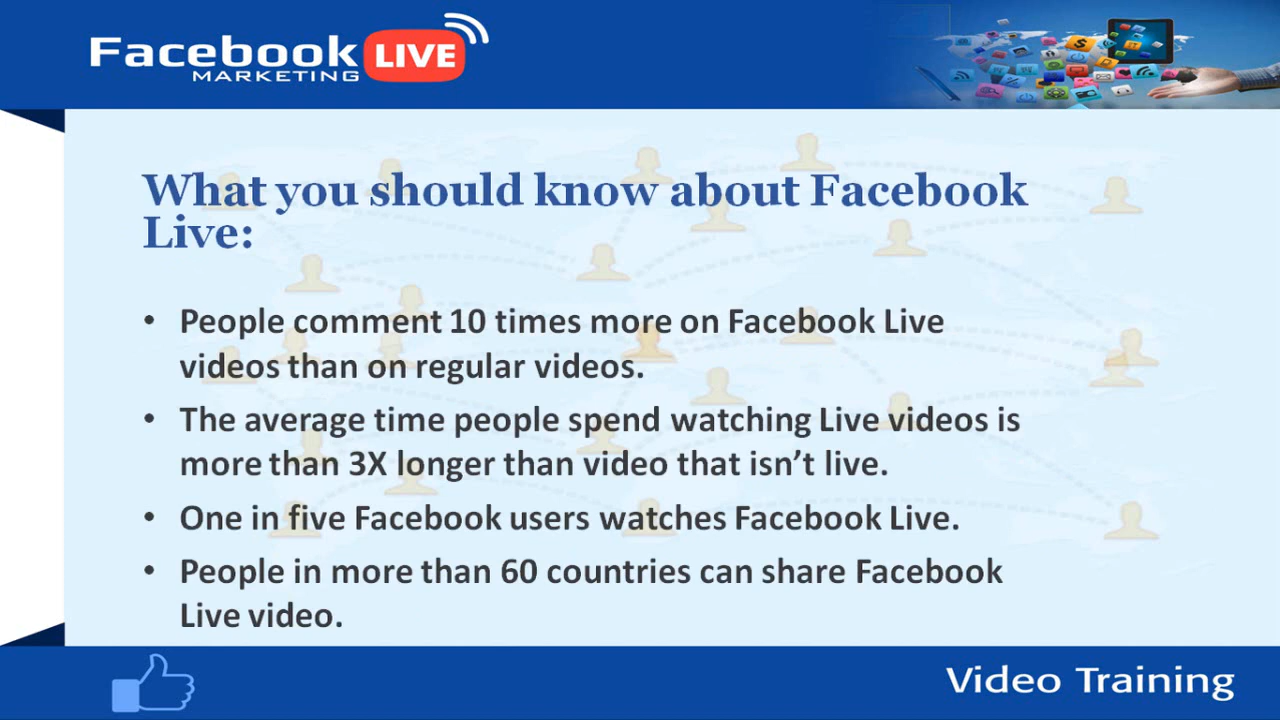 Facebook LIVE
MARKETING
What you should know about Facebook
Live:
• People comment 10 times more on Facebook Live
videos than on regular videos.
• The average time people spend watching Live videos is
more than 3X longer than video that isn’t live.
• One in five Facebook users watches Facebook Live.
• People in more than 60 countries can share Facebook
Live video.
Video Training